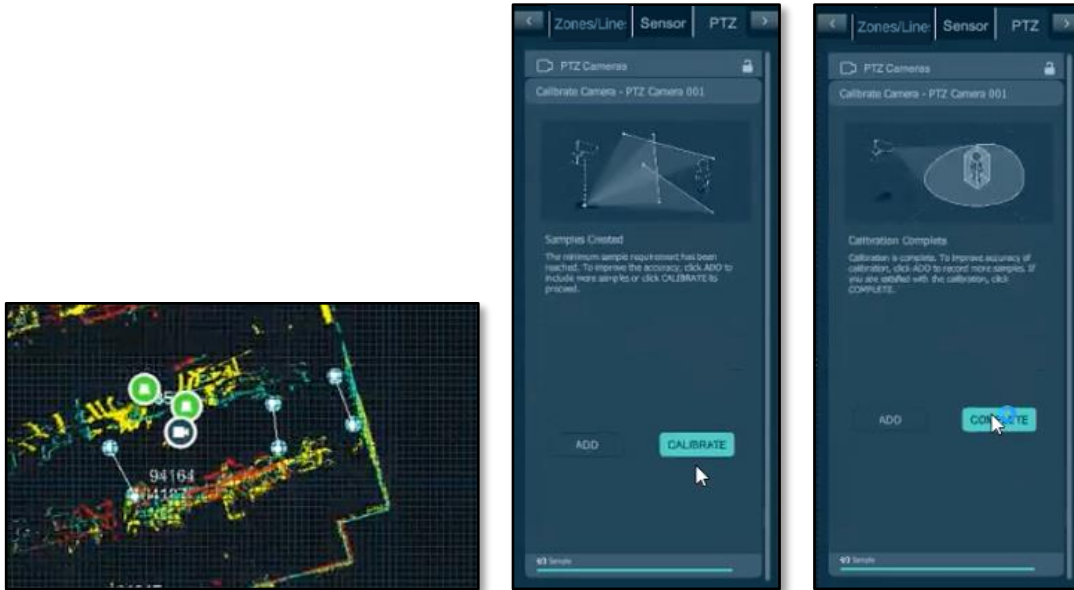 94164
Zones/Line
Sensor
PTZ
PTZ Cameras
Calibrate Camera - PTZ Camera 001
Samples Created
The minimum sample requirement has been
reached. To improve the accuracy, click ADD to
include more samples or click CALIBRATE to
proceed.
ADD
CALIBRATE
Sample
Zones/Line
Sensor
PTZ
PTZ Cameras
Calibrate Camera - PTZ Camera 001
Calibration Complete
Calibration is complete. To improve accuracy of
calibration, click ADD to record more samples. If
you are satisfied with the calibration, click
COMPLETE.
ADD
COMPLETE
Sample